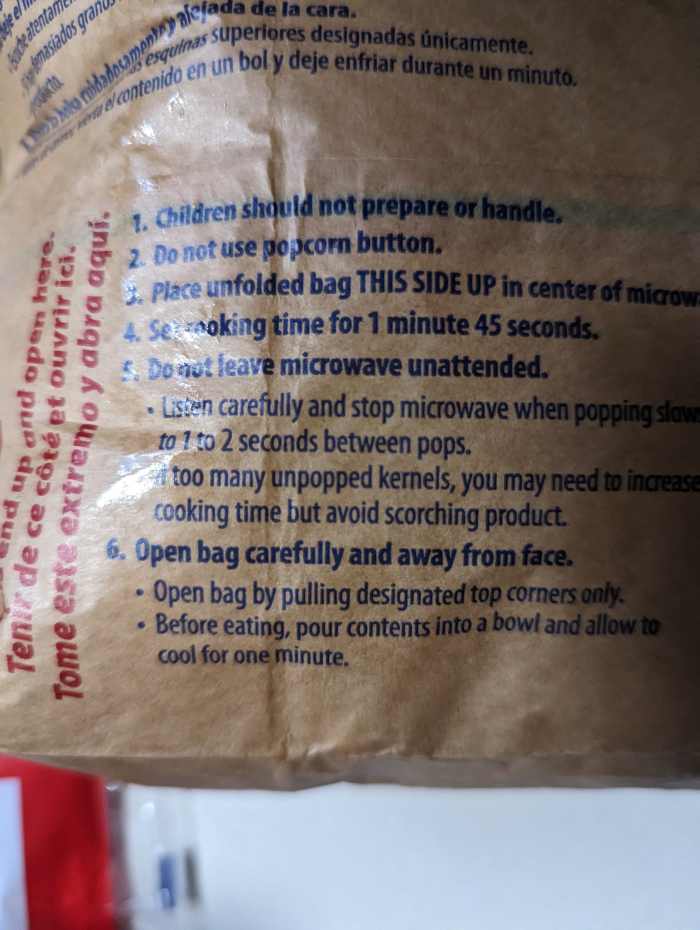 alejada de la cara.
esquinas superiores designadas únicamente.
el contenido en un bol y deje enfriar durante un minuto.
end up and open here.
Tenir de ce côté et ouvrir ici.
Tome este extremo y abra aquí.
1. Children should not prepare or handle.
2. Do not use popcorn button.
3. Place unfolded bag THIS SIDE UP in center of microw
4. Set cooking time for 1 minute 45 seconds.
5. Do not leave microwave unattended.
• Listen carefully and stop microwave when popping slow
to 1 to 2 seconds between pops.
too many unpopped kernels, you may need to increase
cooking time but avoid scorching product.
6. Open bag carefully and away from face.
• Open bag by pulling designated top corners only.
• Before eating, pour contents into a bowl and allow to
cool for one minute.